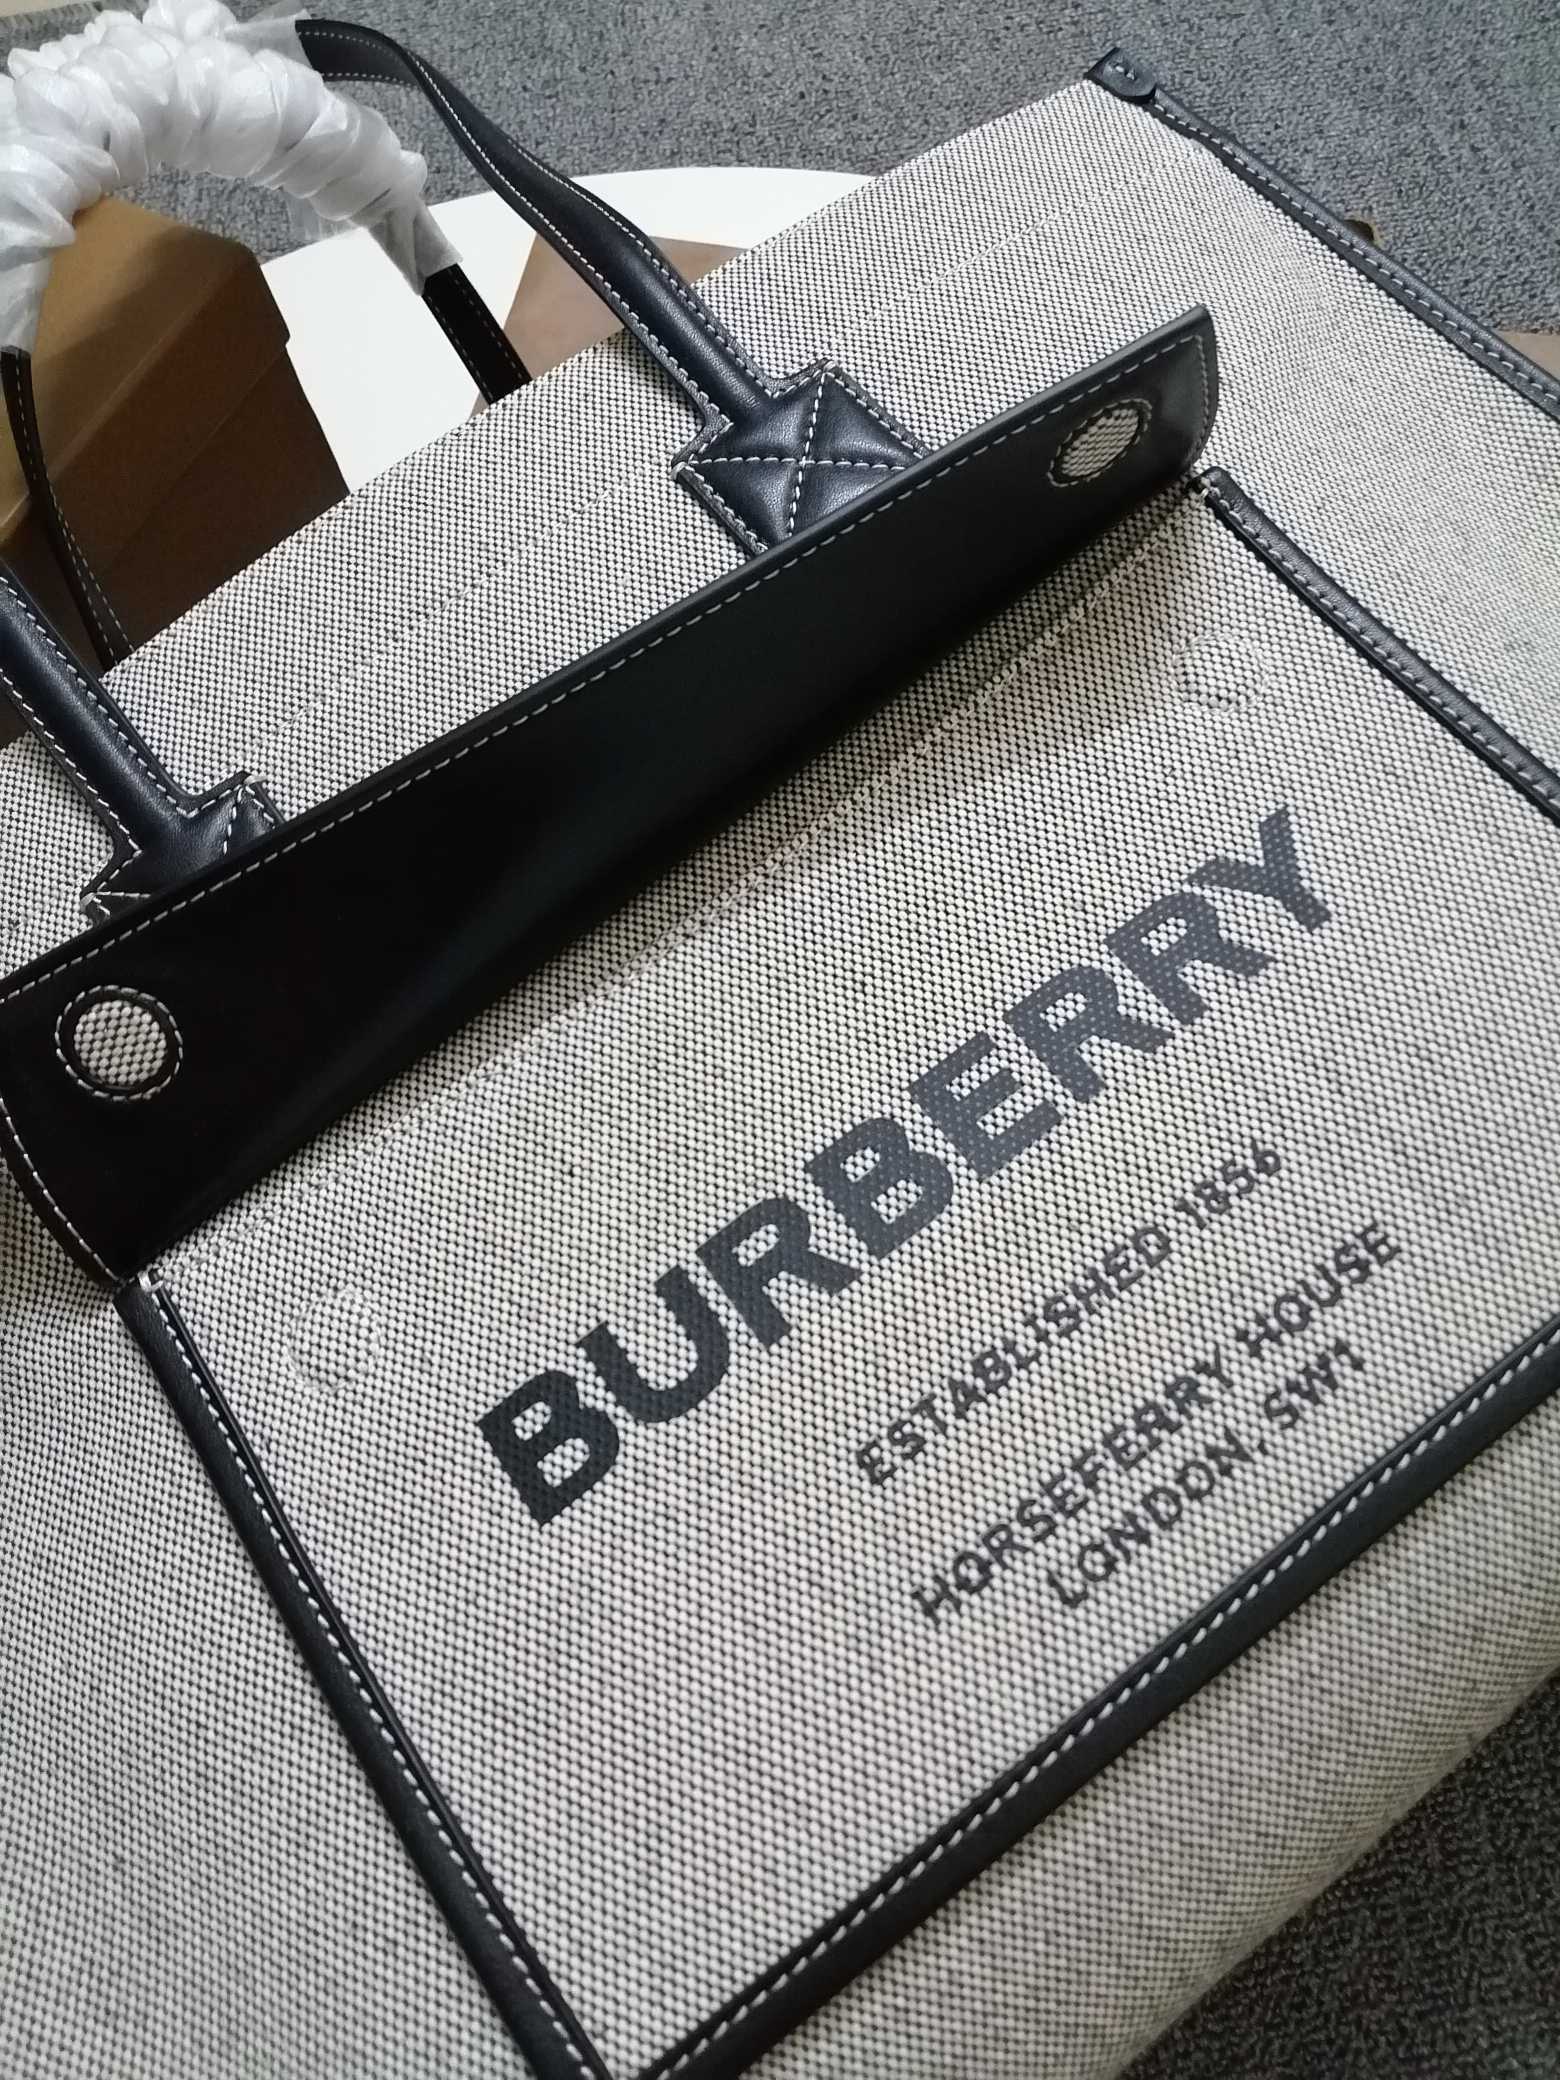 BURBERRY
ESTABLISHED 1856
HORSEFERRY HOUSE
LONDON, SW1